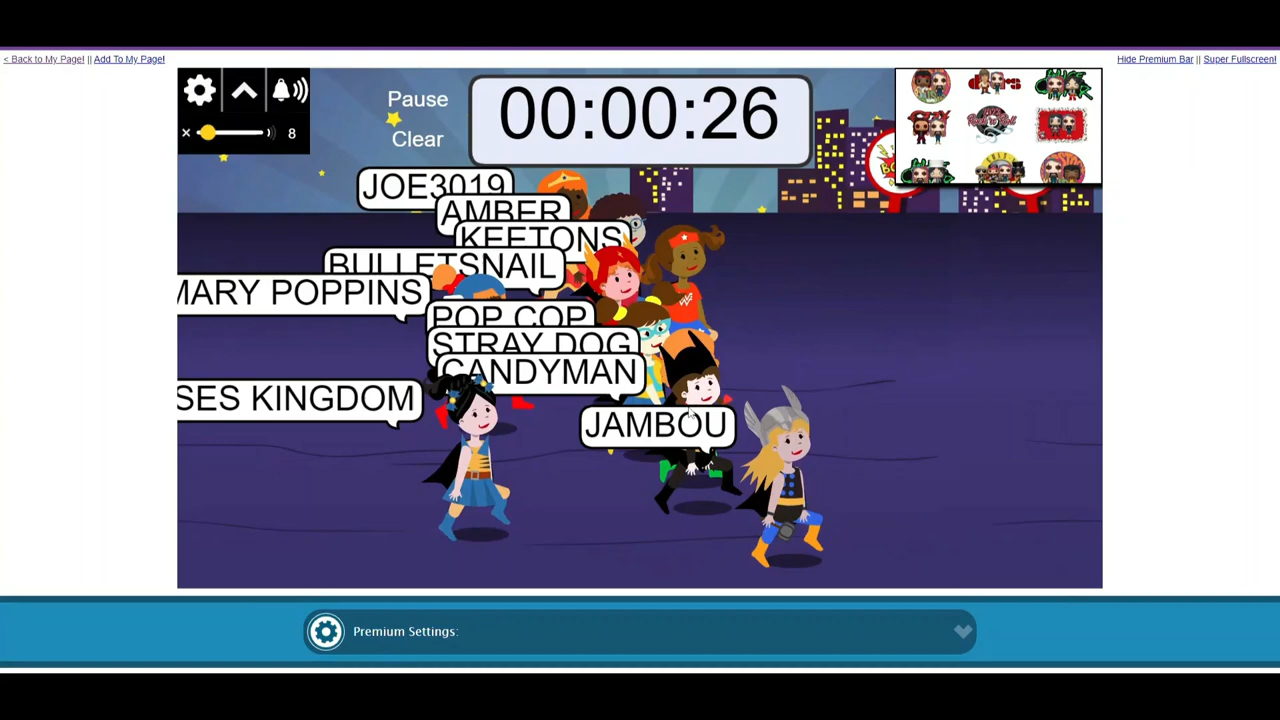 < Back to My Page! || Add To My Page!
Hide Premium Bar || Super Fullscreen!
Pause
Clear
00:00:26
8
JOE3019
AMBER
KEETONS
BULLETSNAIL
MARY POPPINS
POP COP
STRAY DOG
CANDYMAN
SES KINGDOM
JAMBOU
Premium Settings: